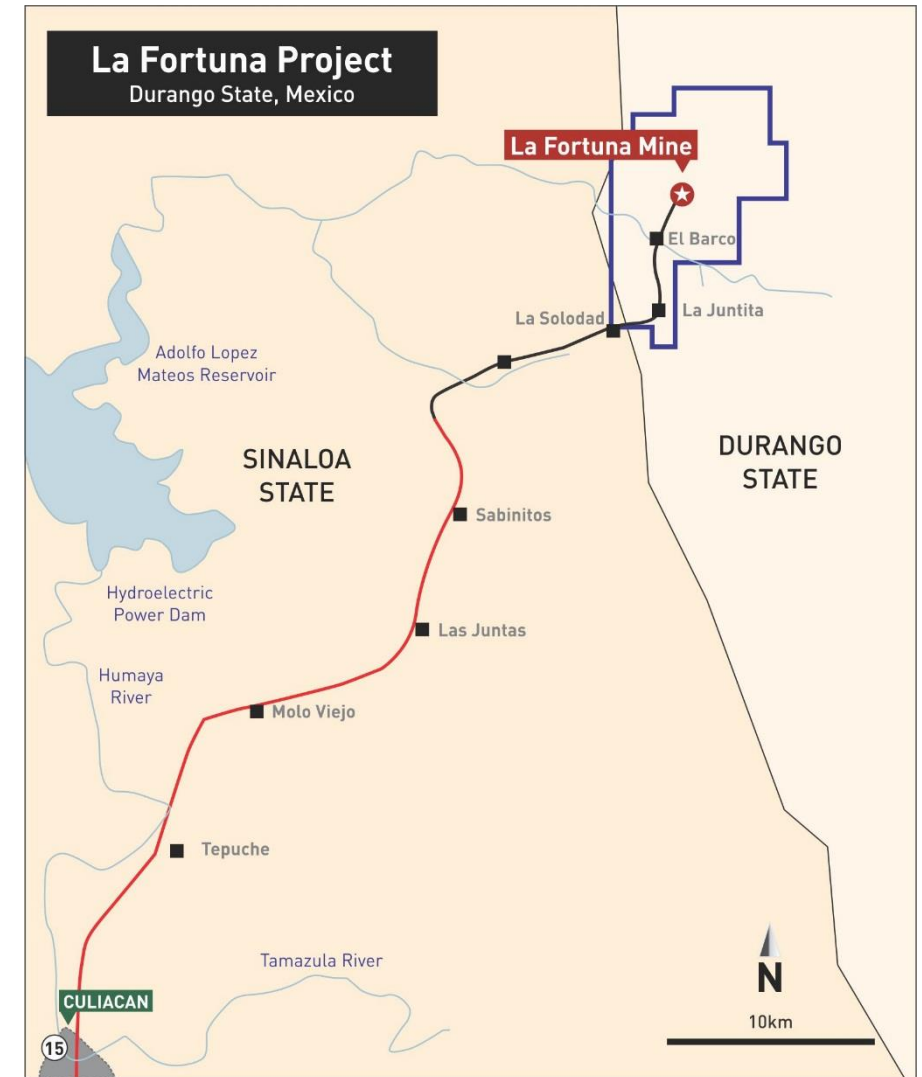 La Fortuna Project
Durango State, Mexico
La Fortuna Mine
El Barco
La Juntita
La Solodad
Adolfo Lopez
Mateos Reservoir
SINALOA
STATE
DURANGO
STATE
Sabinitos
Hydroelectric
Power Dam
Las Juntas
Humaya
River
Molo Viejo
Tepuche
Tamazula River
N
CULIACAN
10km
15